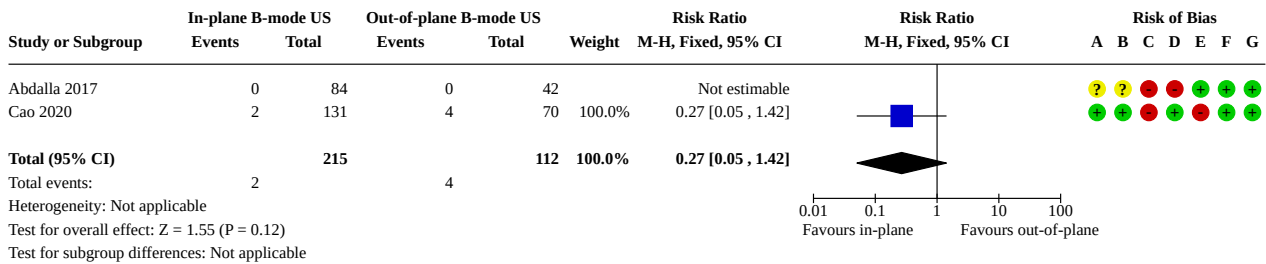 In-plane B-mode US Out-of-plane B-mode US Risk Ratio Risk Ratio Risk of Bias
Study or Subgroup Events Total Events Total Weight M-H, Fixed, 95% CI M-H, Fixed, 95% CI A B C D E F G
Abdalla 2017 0 84 0 42 Not estimable ? ? - - + + +
Cao 2020 2 131 4 70 100.0% 0.27 [0.05 , 1.42] + + - + - + +
Total (95% CI) 215 112 100.0% 0.27 [0.05 , 1.42]
Total events: 2 4
Heterogeneity: Not applicable
0.01 0.1 1 10 100
Test for overall effect: Z = 1.55 (P = 0.12) Favours in-plane Favours out-of-plane
Test for subgroup differences: Not applicable